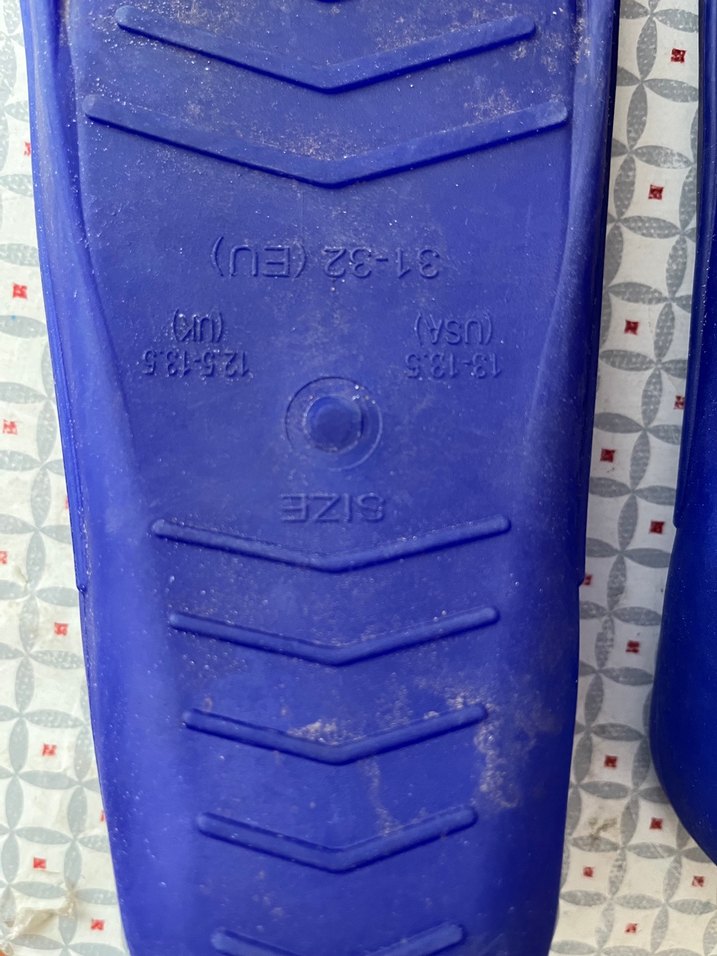 SIZE
13-13.5
(USA)
12.5-13.5
(UK)
31-32 (EU)